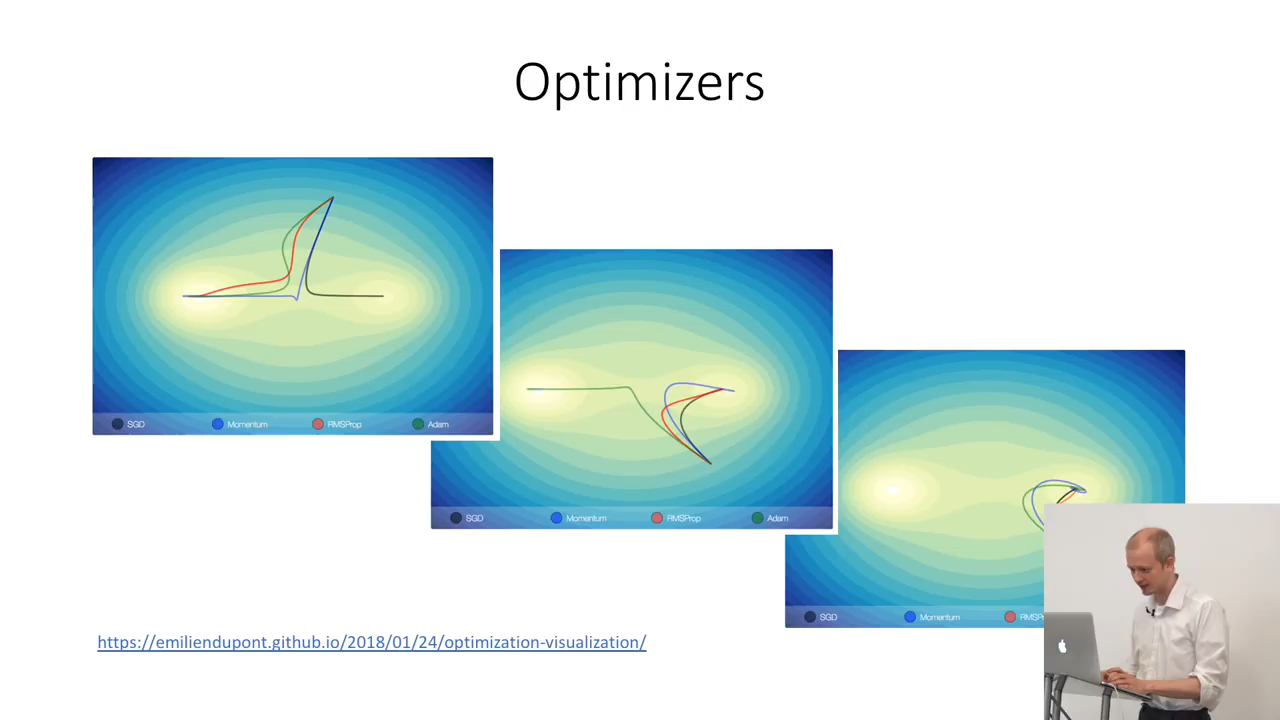 Optimizers
SGD Momentum RMSProp Adam
SGD Momentum RMSProp Adam
SGD Momentum
https://emiliendupont.github.io/2018/01/24/optimization-visualization/